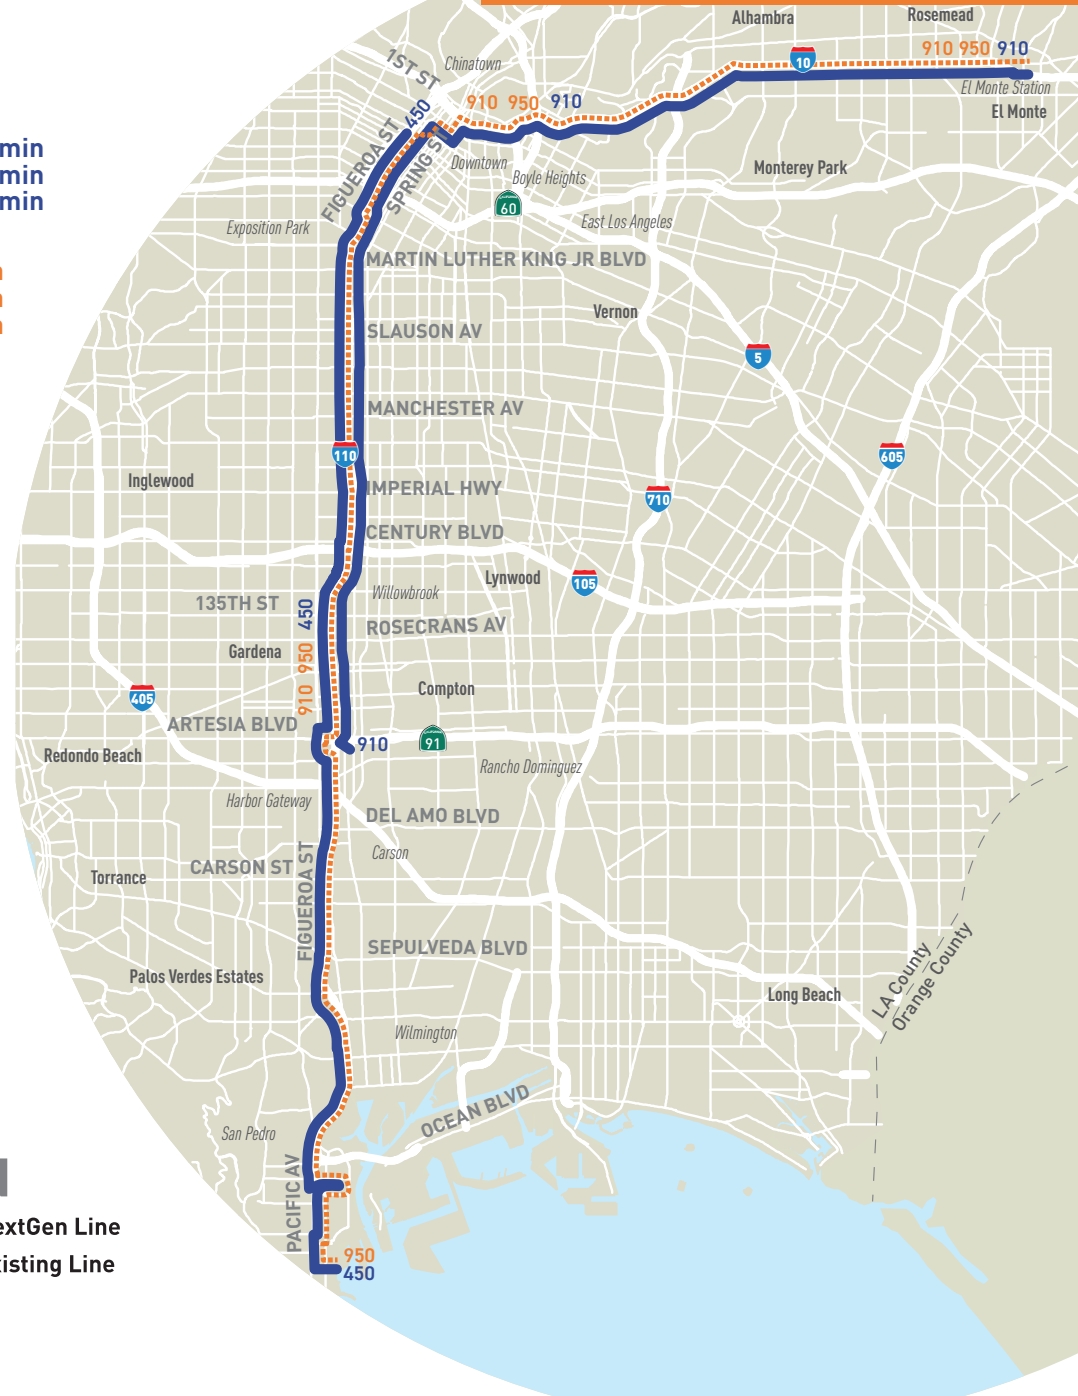 Alhambra
Rosemead
910 950 910
10
El Monte Station
El Monte
1ST ST
Chinatown
450
910 950 910
FIGUEROA ST
SPRING ST
Downtown
Boyle Heights
60
Monterey Park
min
min
min
Exposition Park
East Los Angeles
MARTIN LUTHER KING JR BLVD
Vernon
SLAUSON AV
5
MANCHESTER AV
110
605
Inglewood
IMPERIAL HWY
710
CENTURY BLVD
Lynwood
105
Willowbrook
135TH ST
910 950 450
ROSECRANS AV
Gardena
Compton
405
ARTESIA BLVD
910
91
Redondo Beach
Rancho Dominguez
Harbor Gateway
DEL AMO BLVD
Carson
CARSON ST
Torrance
FIGUEROA ST
SEPULVEDA BLVD
Palos Verdes Estates
Long Beach
LA County
Orange County
Wilmington
OCEAN BLVD
San Pedro
PACIFIC AV
extGen Line
xisting Line
950
450